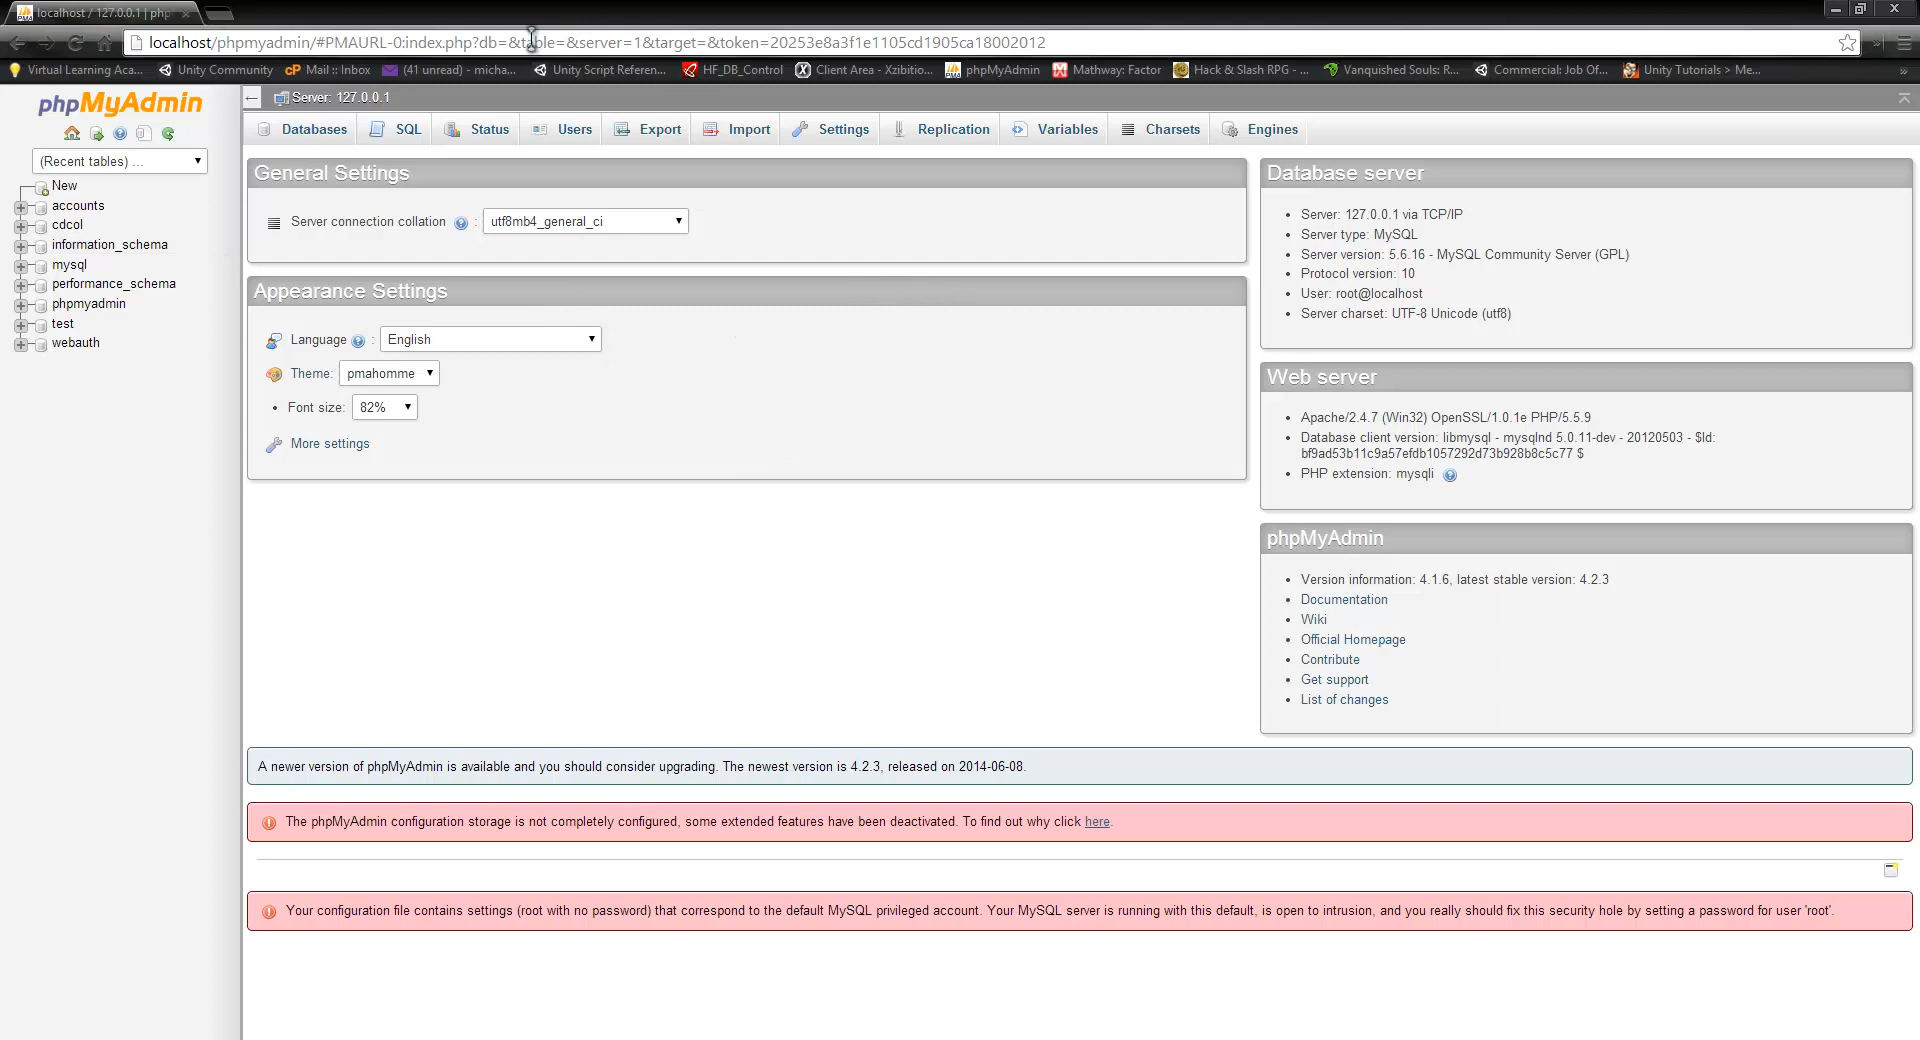 localhost / 127.0.0.1 | php
localhost/phpmyadmin/#PMAURL-0:index.php?db=&table=&server=1&target=&token=20253e8a3f1e1105cd1905ca18002012
Virtual Learning Aca...
Unity Community
cP Mail :: Inbox
(41 unread) - micha...
Unity Script Referen...
HF_DB_Control
Client Area - Xzibitio...
phpMyAdmin
Mathway: Factor
Hack & Slash RPG - ...
Vanquished Souls: R...
Commercial: Job Of...
Unity Tutorials > Me...
»
phpMyAdmin
(Recent tables) ...
New
accounts
cdcol
information_schema
mysql
performance_schema
phpmyadmin
test
webauth
Server: 127.0.0.1
Databases
SQL
Status
Users
Export
Import
Settings
Replication
Variables
Charsets
Engines
General Settings
Server connection collation : utf8mb4_general_ci
Appearance Settings
Language : English
Theme: pmahomme
Font size: 82%
More settings
Database server
Server: 127.0.0.1 via TCP/IP
Server type: MySQL
Server version: 5.6.16 - MySQL Community Server (GPL)
Protocol version: 10
User: root@localhost
Server charset: UTF-8 Unicode (utf8)
Web server
Apache/2.4.7 (Win32) OpenSSL/1.0.1e PHP/5.5.9
Database client version: libmysql - mysqlnd 5.0.11-dev - 20120503 - $Id:
bf9ad53b11c9a57efdb1057292d73b928b8c5c77 $
PHP extension: mysqli
phpMyAdmin
Version information: 4.1.6, latest stable version: 4.2.3
Documentation
Wiki
Official Homepage
Contribute
Get support
List of changes
A newer version of phpMyAdmin is available and you should consider upgrading. The newest version is 4.2.3, released on 2014-06-08.
The phpMyAdmin configuration storage is not completely configured, some extended features have been deactivated. To find out why click here.
Your configuration file contains settings (root with no password) that correspond to the default MySQL privileged account. Your MySQL server is running with this default, is open to intrusion, and you really should fix this security hole by setting a password for user 'root'.